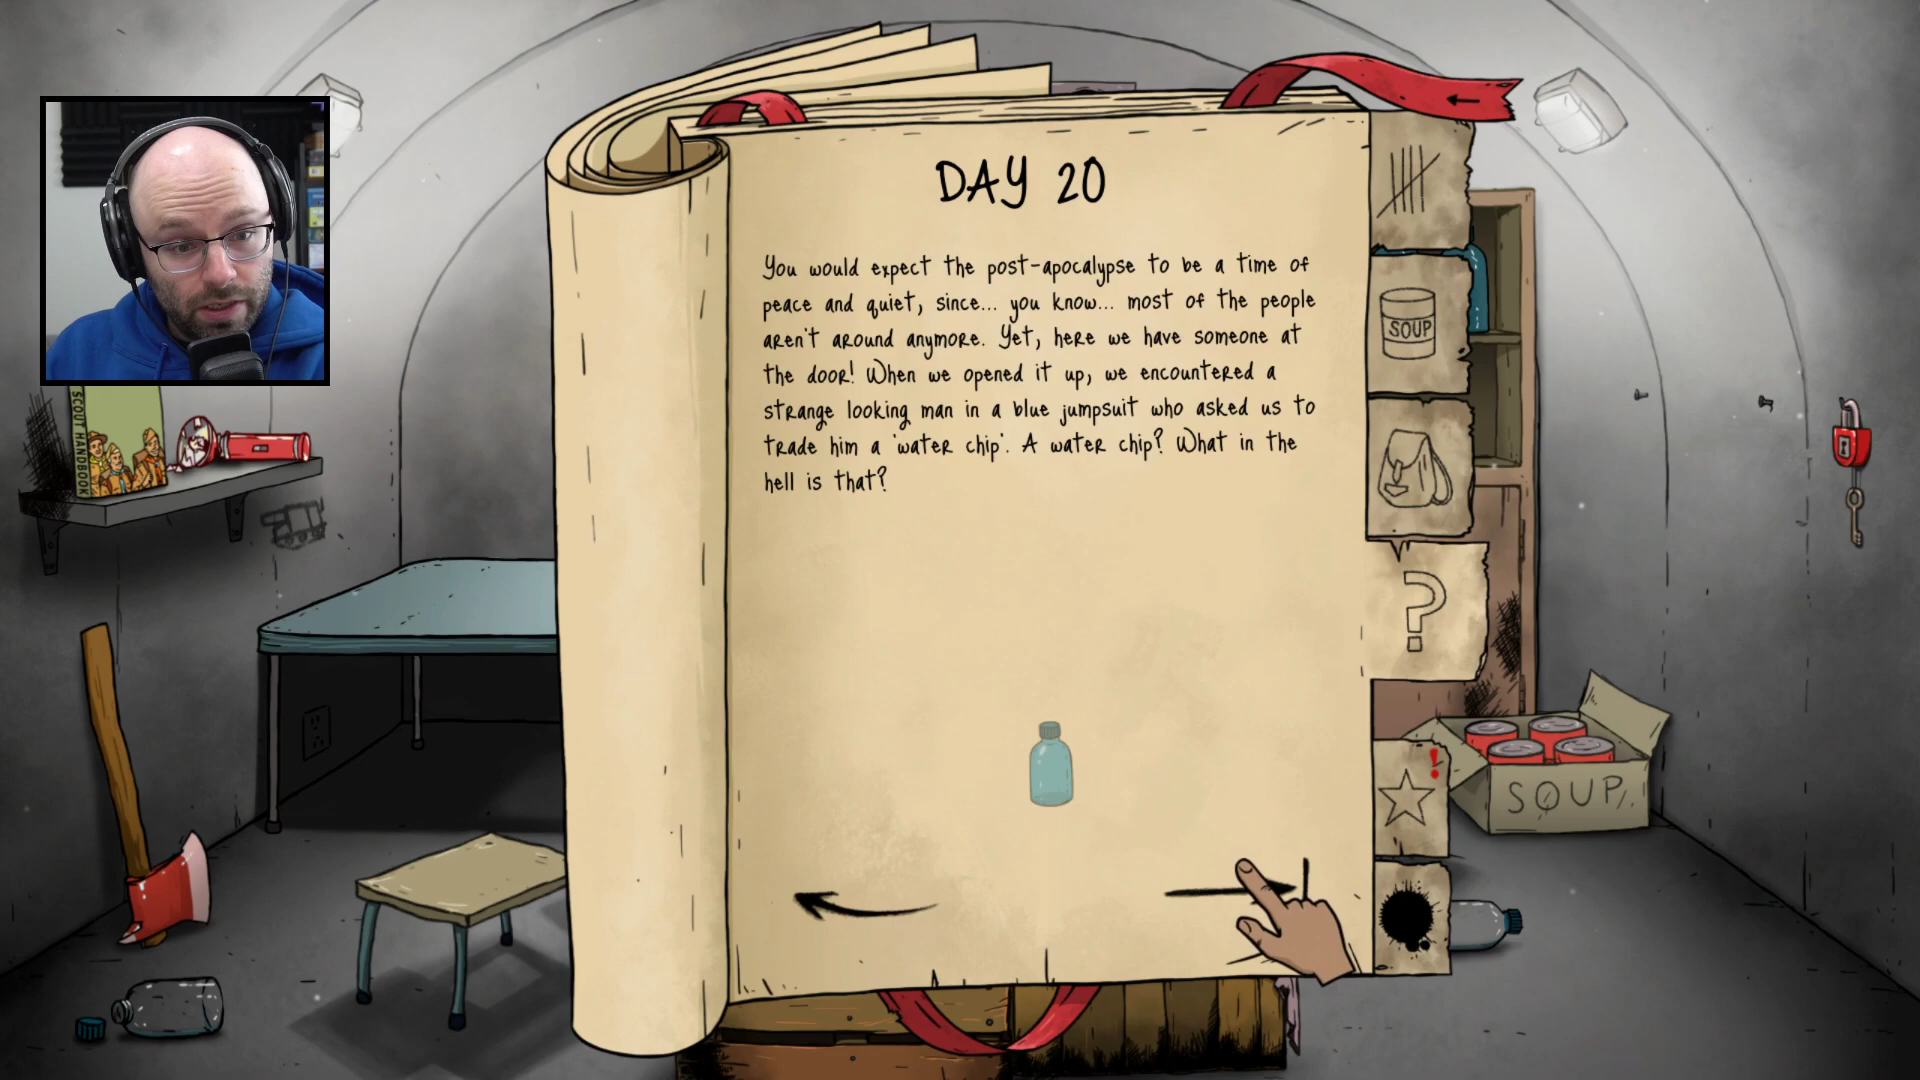 DAY 20
You would expect the post-apocalypse to be a time of
peace and quiet, since... you know... most of the people
aren't around anymore. Yet, here we have someone at
the door! When we opened it up, we encountered a
strange looking man in a blue jumpsuit who asked us to
trade him a 'water chip'. A water chip? What in the
hell is that?
SOUP
SCOUT HANDBOOK
SOUP